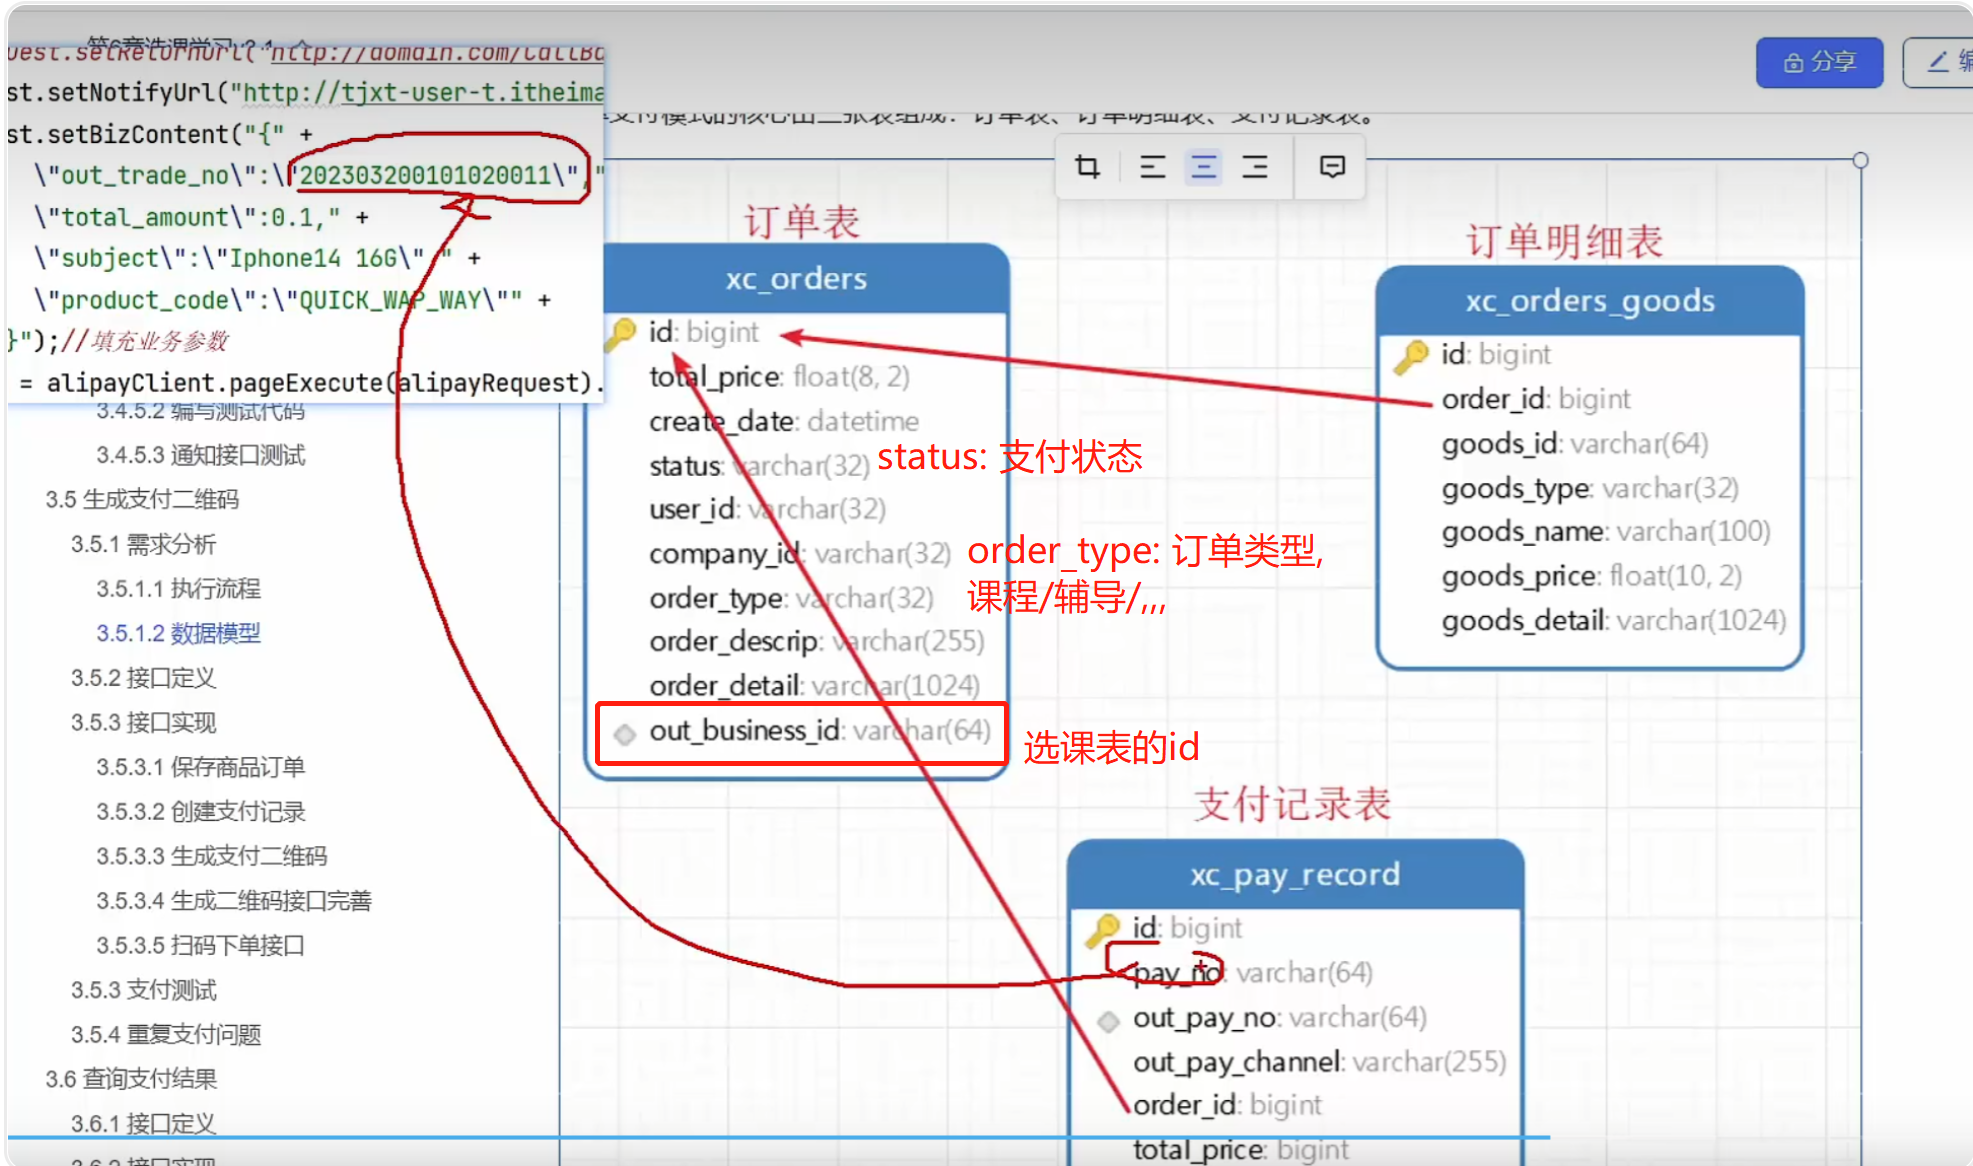 第6章选课学习v3.1
分享
编
uest.setReturnUrl("http://domain.com/CallBa
st.setNotifyUrl("http://tjxt-user-t.itheima
st.setBizContent("{" +
\"out_trade_no\":\"202303200101020011\","
\"total_amount\":0.1," +
\"subject\":\"Iphone14 16G\"," +
\"product_code\":\"QUICK_WAP_WAY\"" +
}");//填充业务参数
= alipayClient.pageExecute(alipayRequest).
3.4.5.2 编写测试代码
3.4.5.3 通知接口测试
3.5 生成支付二维码
3.5.1 需求分析
3.5.1.1 执行流程
3.5.1.2 数据模型
3.5.2 接口定义
3.5.3 接口实现
3.5.3.1 保存商品订单
3.5.3.2 创建支付记录
3.5.3.3 生成支付二维码
3.5.3.4 生成二维码接口完善
3.5.3.5 扫码下单接口
3.5.3 支付测试
3.5.4 重复支付问题
3.6 查询支付结果
3.6.1 接口定义
3.6.2 接口实现
支付模式的核心由三张表组成：订单表、订单明细表、支付记录表。
订单表
xc_orders
id: bigint
total_price: float(8, 2)
create_date: datetime
status: varchar(32)
user_id: varchar(32)
company_id: varchar(32)
order_type: varchar(32)
order_descrip: varchar(255)
order_detail: varchar(1024)
out_business_id: varchar(64)
status: 支付状态
order_type: 订单类型,
课程/辅导/,,,
选课表的id
订单明细表
xc_orders_goods
id: bigint
order_id: bigint
goods_id: varchar(64)
goods_type: varchar(32)
goods_name: varchar(100)
goods_price: float(10, 2)
goods_detail: varchar(1024)
支付记录表
xc_pay_record
id: bigint
pay_no: varchar(64)
out_pay_no: varchar(64)
out_pay_channel: varchar(255)
order_id: bigint
total_price: bigint